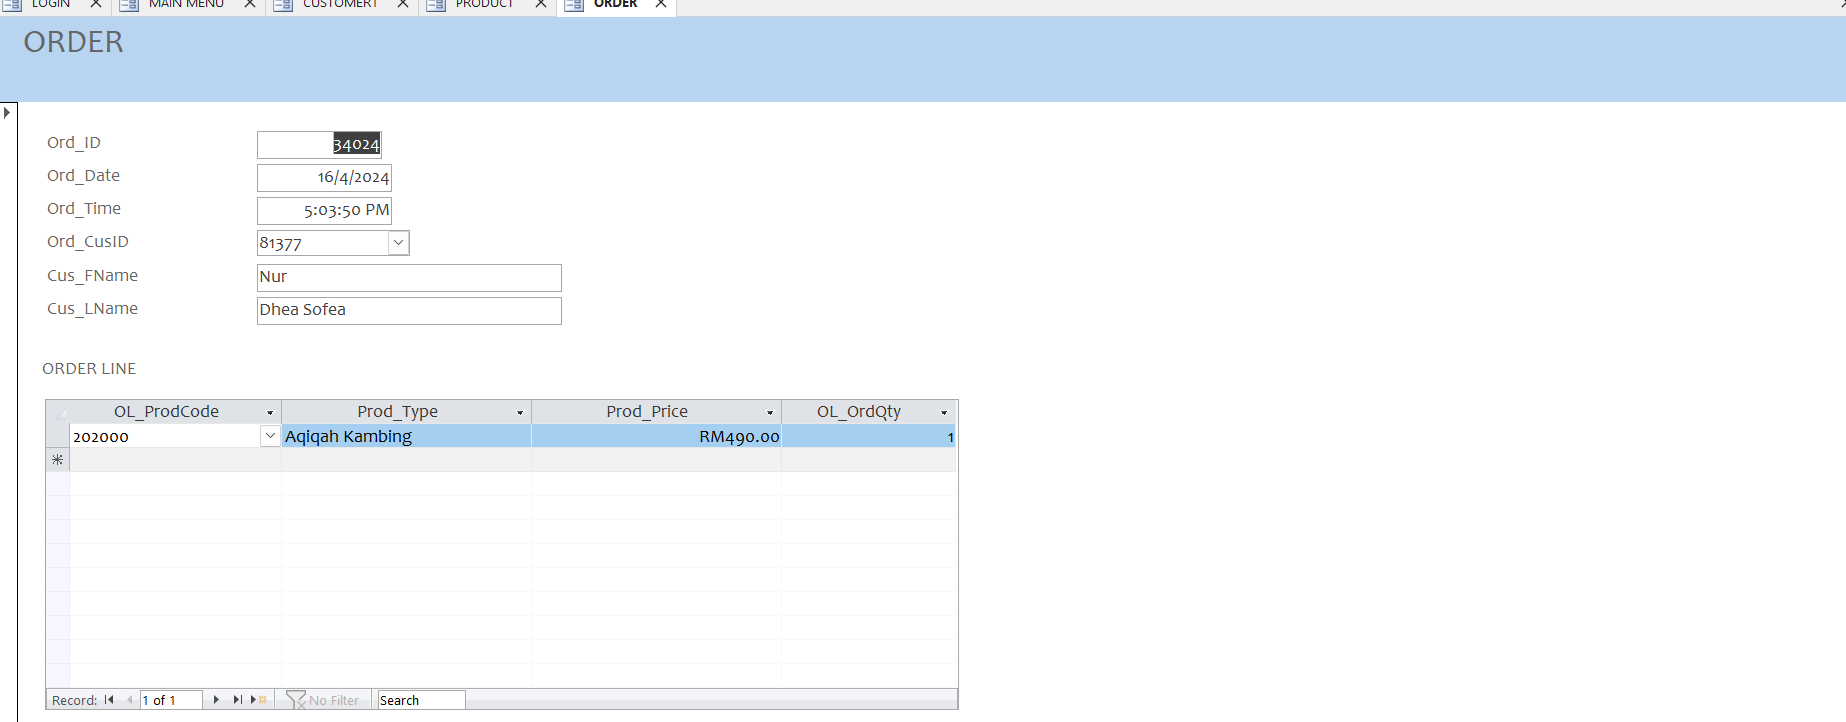 LOGIN MAIN MENU CUSTOMER1 PRODUCT ORDER
ORDER
Ord_ID 34024
Ord_Date 16/4/2024
Ord_Time 5:03:50 PM
Ord_CusID 81377
Cus_FName Nur
Cus_LName Dhea Sofea
ORDER LINE
OL_ProdCode Prod_Type Prod_Price OL_OrdQty
202000 Aqiqah Kambing RM490.00 1
Record: 1 of 1 No Filter Search